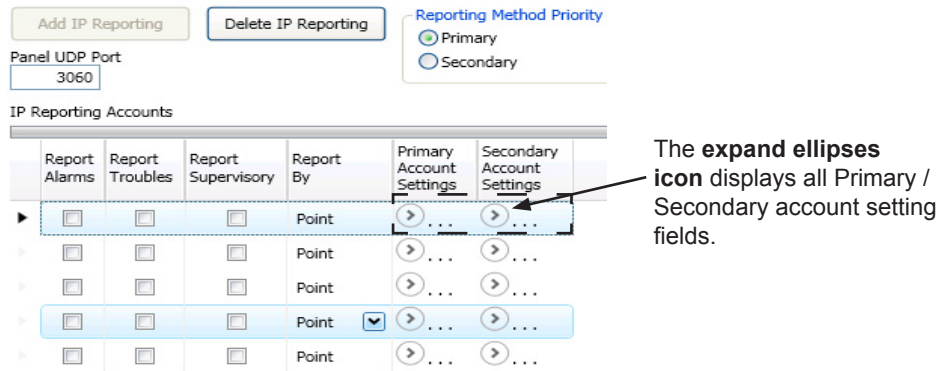 Add IP Reporting
Delete IP Reporting
Reporting Method Priority
Primary
Secondary
Panel UDP Port
3060
IP Reporting Accounts
Report Alarms
Report Troubles
Report Supervisory
Report By
Primary Account Settings
Secondary Account Settings
Point ... ...
Point ... ...
Point ... ...
Point ... ...
Point ... ...
The expand ellipses
icon displays all Primary /
Secondary account setting
fields.